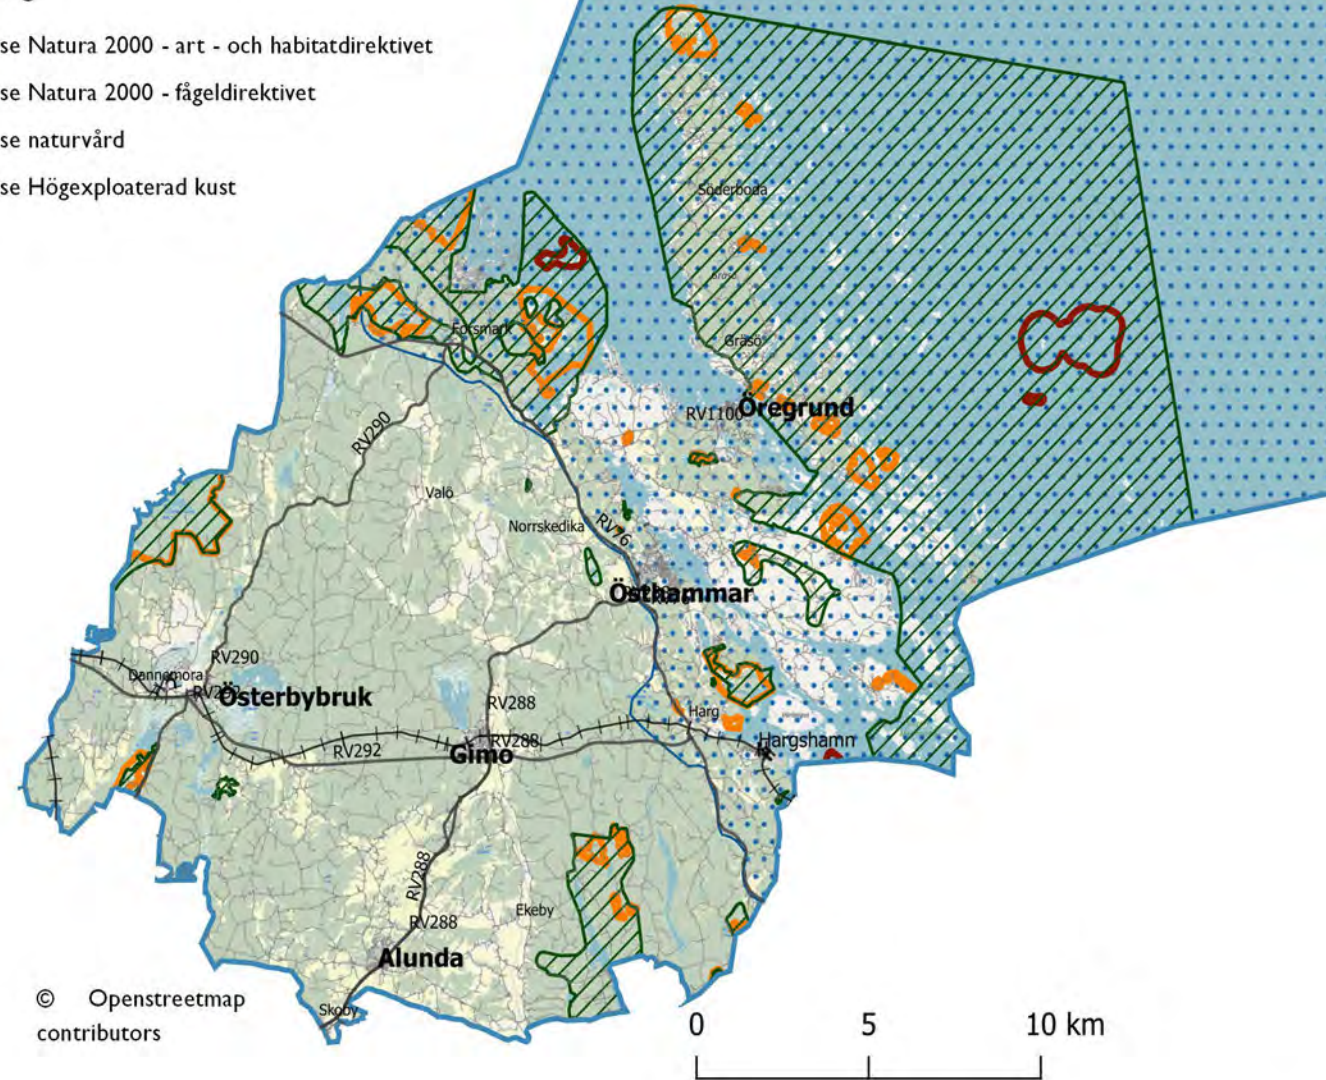 se Natura 2000 - art - och habitatdirektivet
se Natura 2000 - fågeldirektivet
se naturvård
se Högexploaterad kust
Söderboda
Gräsö
Forsmark
Gräsö
RV1100
Öregrund
RV290
Valö
Norrskedika
RV76
Östhammar
RV290
Dannemora
Österbybruk
RV288
Harg
RV288
RV292
Gimo
Hargshamn
RV288
Ekeby
RV288
Alunda
Skoby
© Openstreetmap
contributors
0 5 10 km